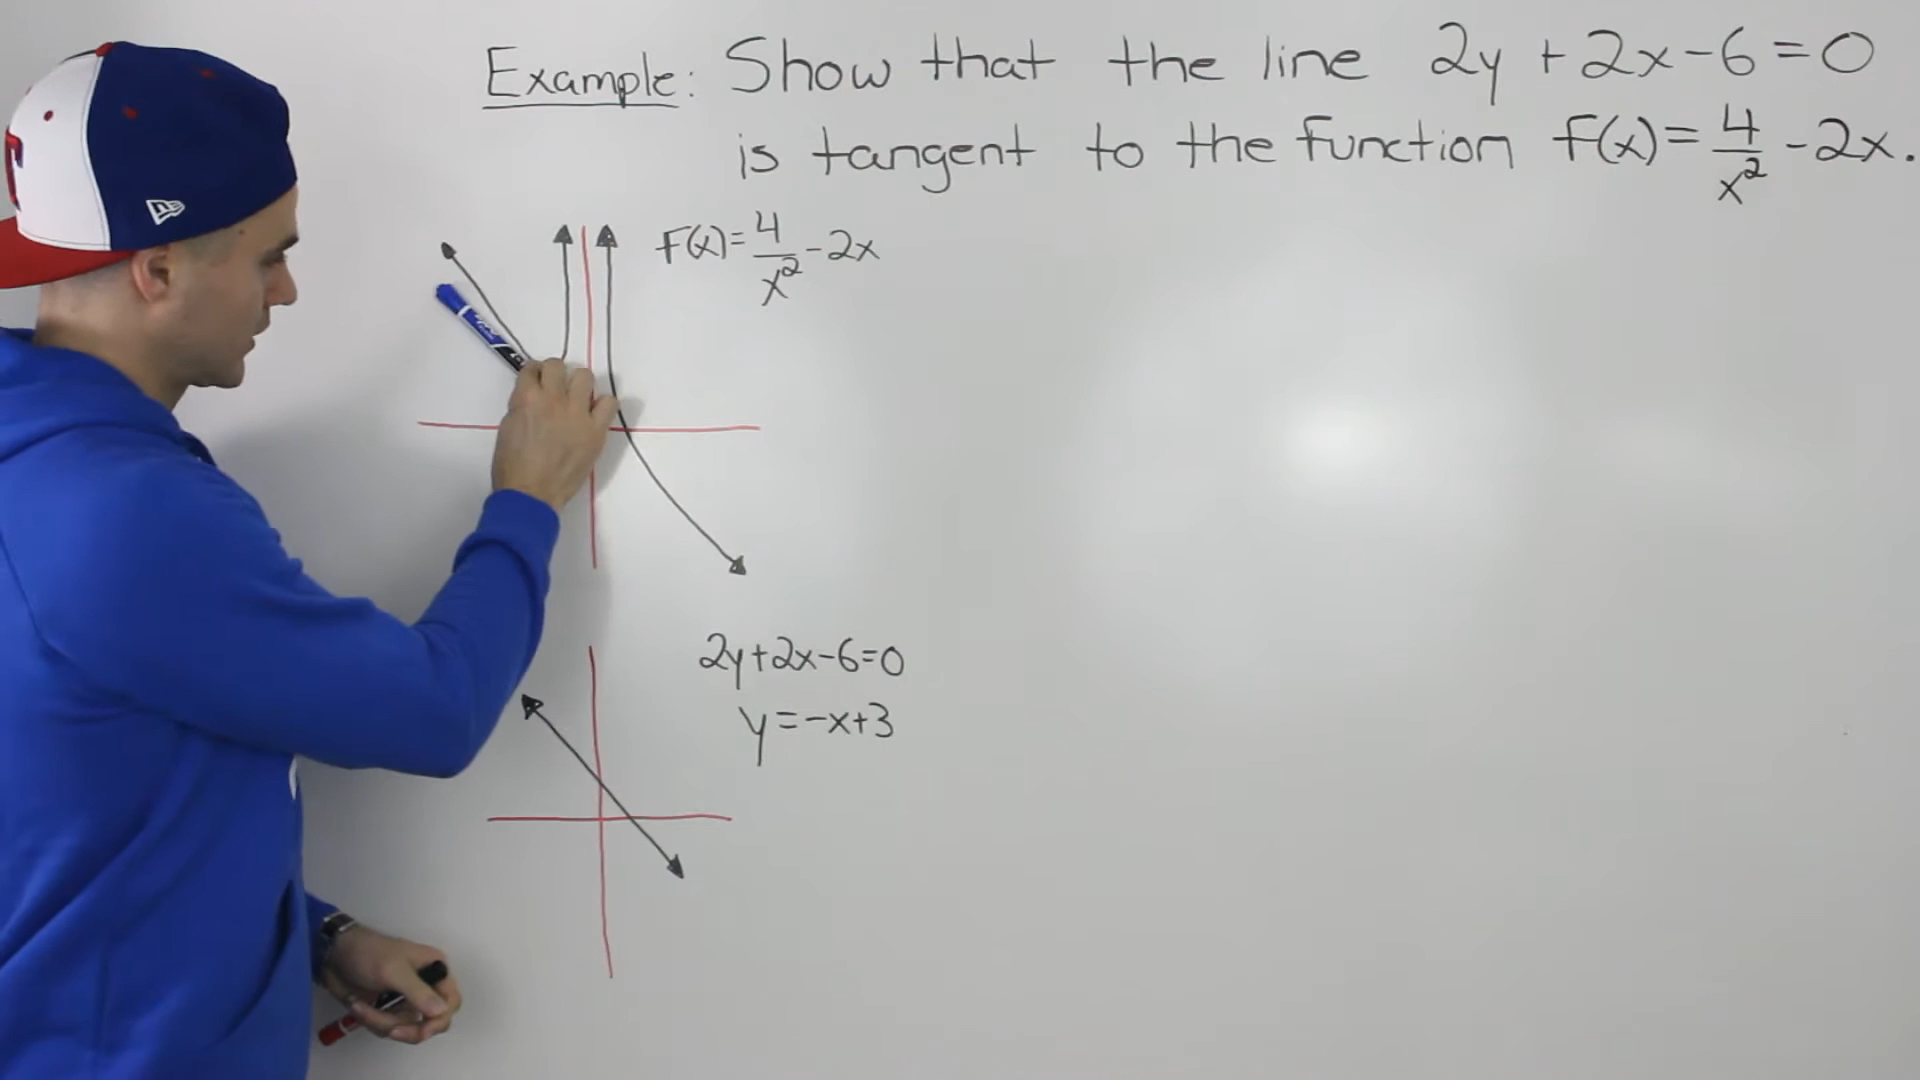 Example: Show that the line 2y + 2x - 6 = 0
is tangent to the function f(x) = 4/x² - 2x.
f(x) = 4/x² - 2x
2y+2x-6=0
y=-x+3